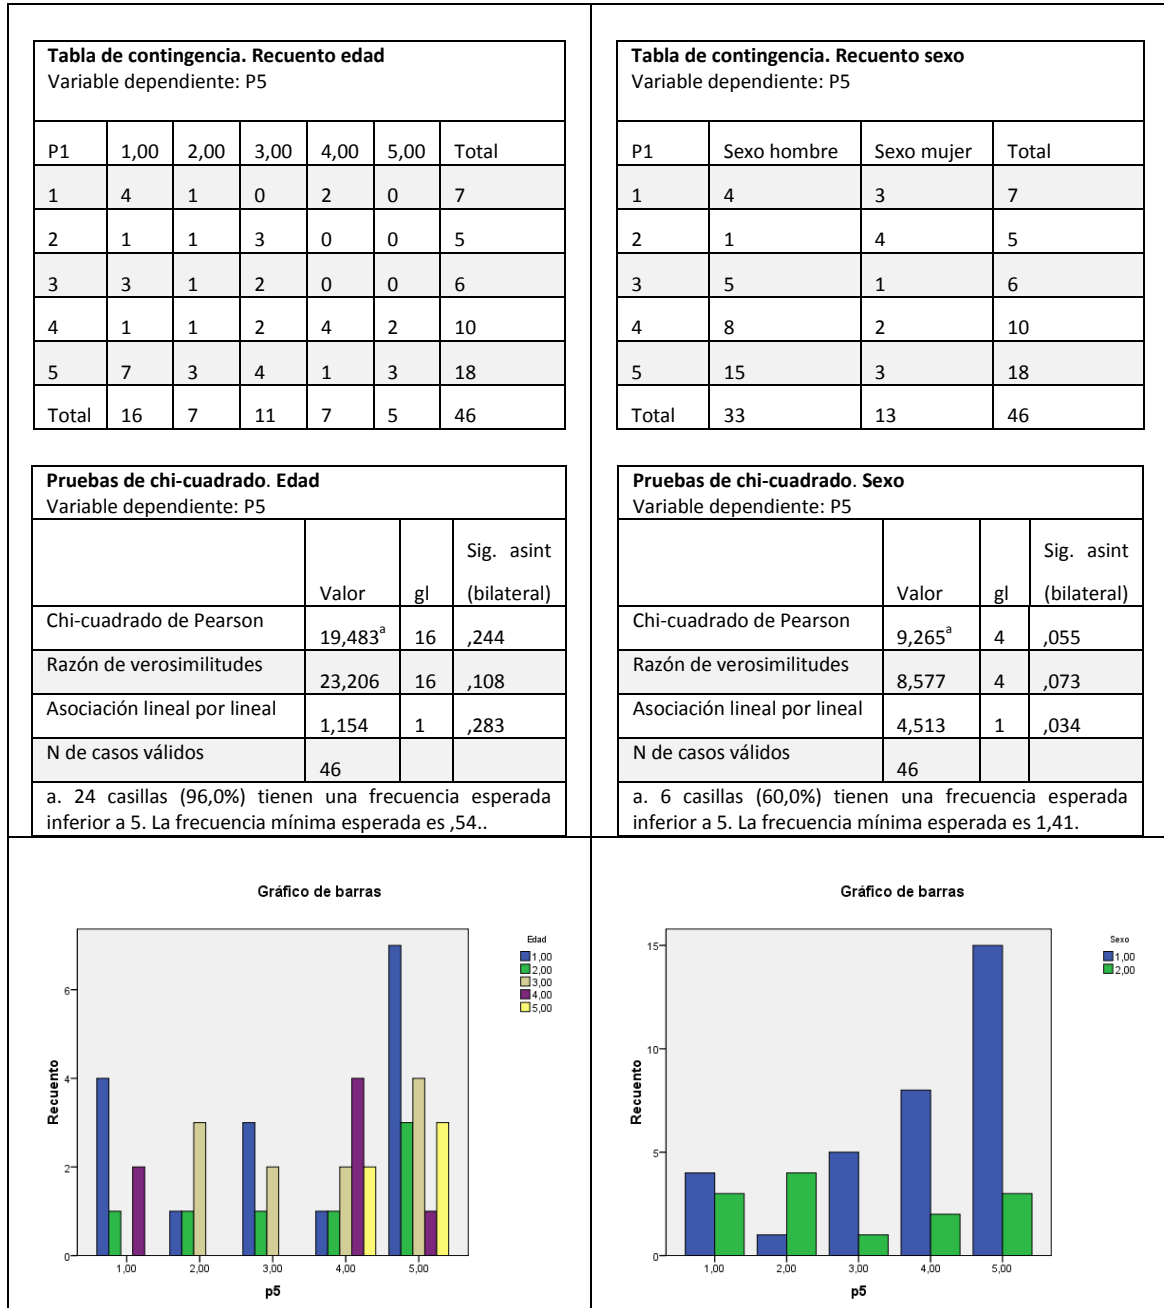 Tabla de contingencia. Recuento edad
Variable dependiente: P5
P1 1,00 2,00 3,00 4,00 5,00 Total
1 4 1 0 2 0 7
2 1 1 3 0 0 5
3 3 1 2 0 0 6
4 1 1 2 4 2 10
5 7 3 4 1 3 18
Total 16 7 11 7 5 46
Pruebas de chi-cuadrado. Edad
Variable dependiente: P5
Sig. asint
Valor gl (bilateral)
Chi-cuadrado de Pearson 19,483a 16 ,244
Razón de verosimilitudes 23,206 16 ,108
Asociación lineal por lineal 1,154 1 ,283
N de casos válidos 46
a. 24 casillas (96,0%) tienen una frecuencia esperada
inferior a 5. La frecuencia mínima esperada es ,54..
Tabla de contingencia. Recuento sexo
Variable dependiente: P5
P1 Sexo hombre Sexo mujer Total
1 4 3 7
2 1 4 5
3 5 1 6
4 8 2 10
5 15 3 18
Total 33 13 46
Pruebas de chi-cuadrado. Sexo
Variable dependiente: P5
Sig. asint
Valor gl (bilateral)
Chi-cuadrado de Pearson 9,265a 4 ,055
Razón de verosimilitudes 8,577 4 ,073
Asociación lineal por lineal 4,513 1 ,034
N de casos válidos 46
a. 6 casillas (60,0%) tienen una frecuencia esperada
inferior a 5. La frecuencia mínima esperada es 1,41.
Gráfico de barras
Edad
1,00
2,00
3,00
4,00
5,00
Recuento
6
4
2
0
1,00 2,00 3,00 4,00 5,00
p5
Gráfico de barras
Sexo
1,00
2,00
Recuento
15
10
5
0
1,00 2,00 3,00 4,00 5,00
p5